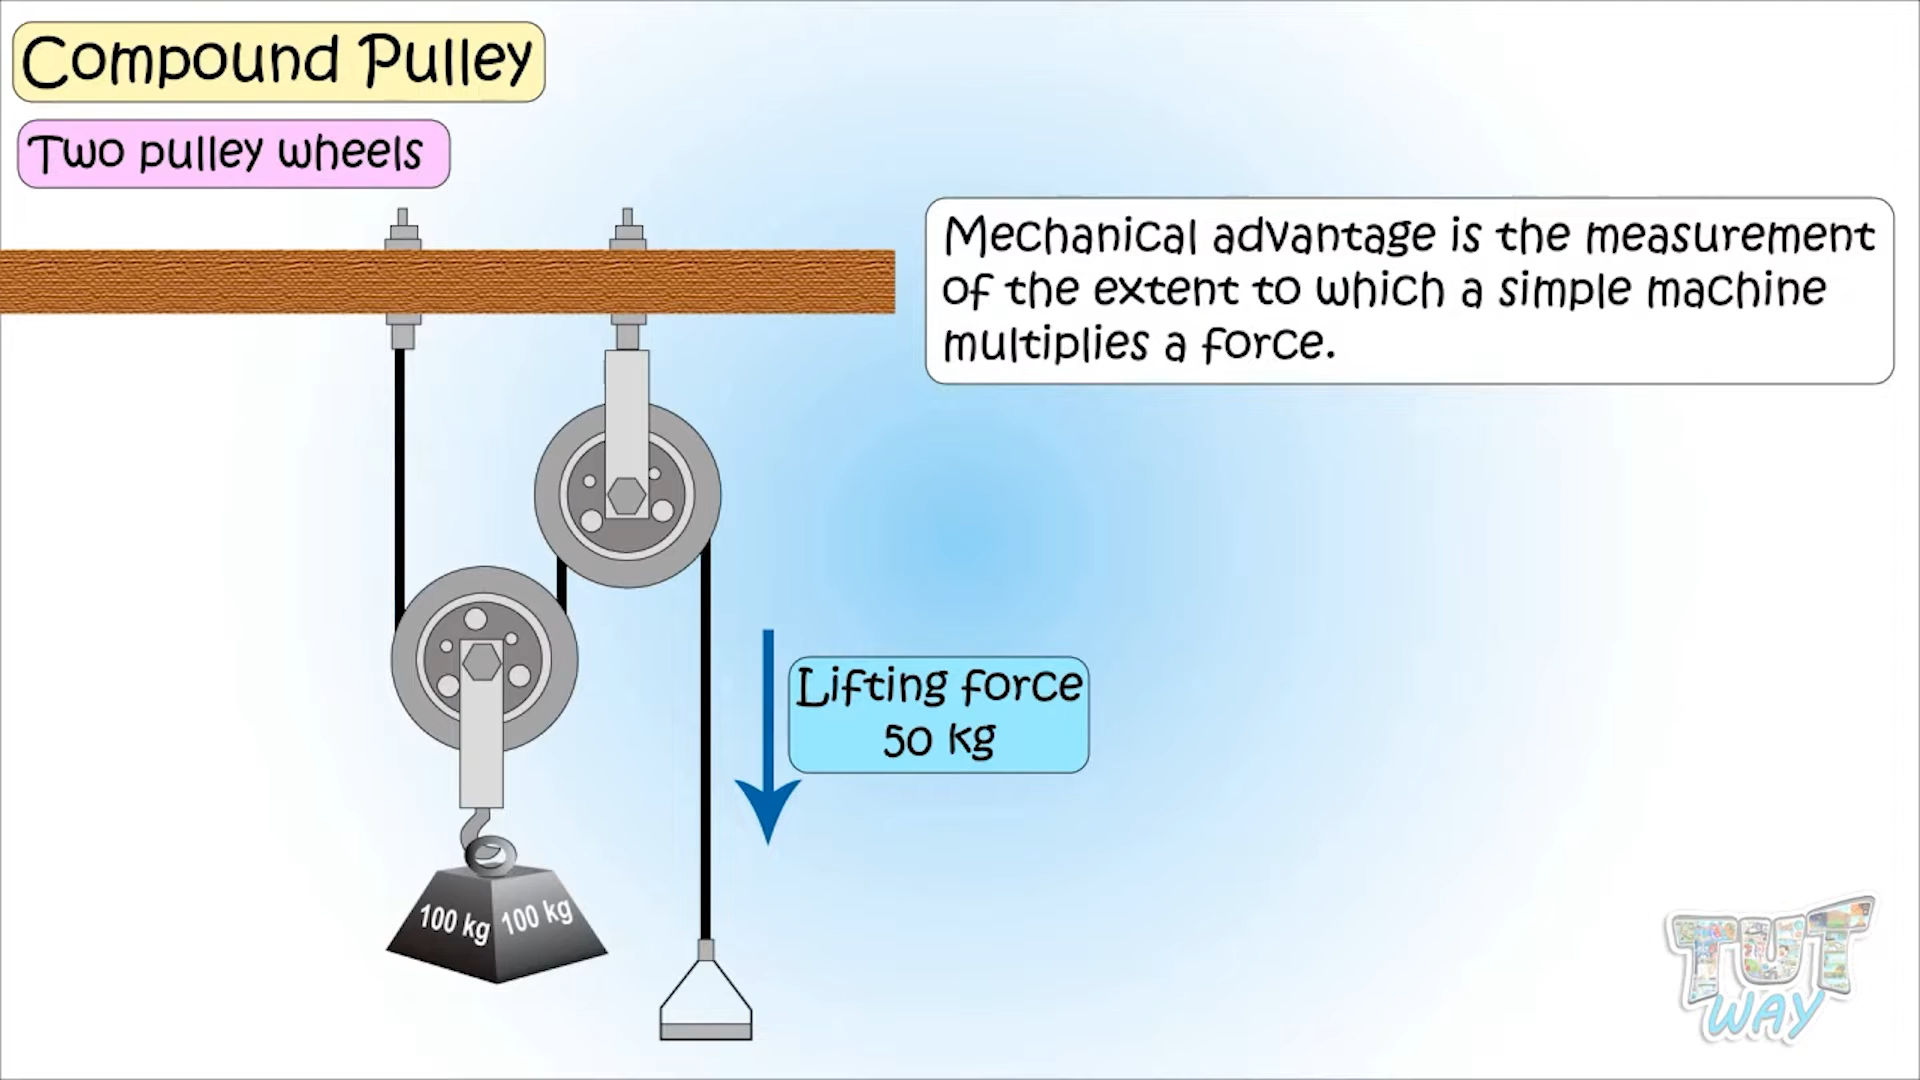 Compound Pulley
Two pulley wheels
Mechanical advantage is the measurement
of the extent to which a simple machine
multiplies a force.
Lifting force
50 kg
100 kg 100 kg
TUT
WAY